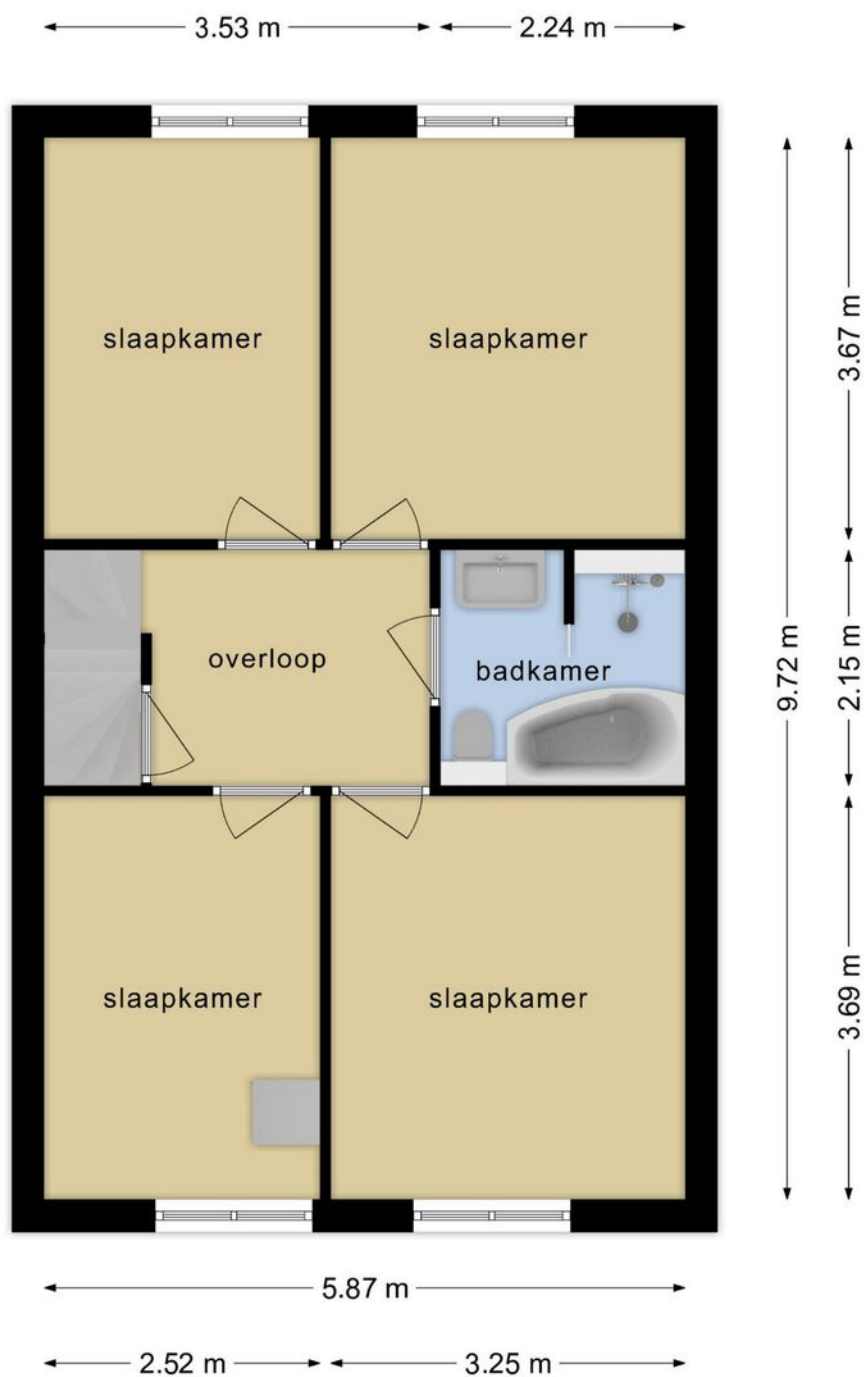 3.53 m 2.24 m
slaapkamer slaapkamer
3.67 m
overloop badkamer
9.72 m 2.15 m
slaapkamer slaapkamer
3.69 m
5.87 m
2.52 m 3.25 m